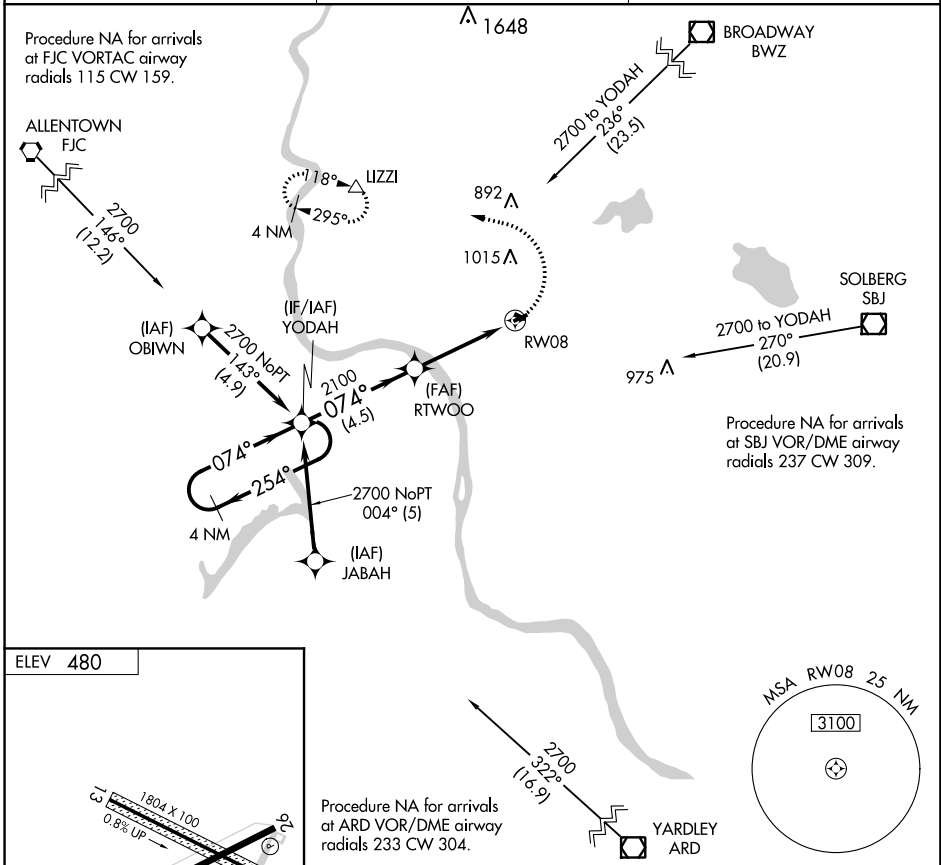 1648
Procedure NA for arrivals
at FJC VORTAC airway
radials 115 CW 159.
BROADWAY
BWZ
2700 to YODAH
236°
(23.5)
ALLENTOWN
FJC
2700
146°
(12.2)
118°
LIZZI
295°
4 NM
892
1015
SOLBERG
SBJ
2700 to YODAH
270°
(20.9)
975
(IF/IAF)
YODAH
(IAF)
OBIWN
2700 NoPT
143°
(4.9)
RW08
2100
074°
(4.5)
(FAF)
RTWOO
074°
254°
4 NM
2700 NoPT
004° (5)
(IAF)
JABAH
Procedure NA for arrivals
at SBJ VOR/DME airway
radials 237 CW 309.
ELEV 480
MSA RW08 25 NM
3100
13
1804 X 100
0.8% UP
26
P
2700
322°
(16.9)
Procedure NA for arrivals
at ARD VOR/DME airway
radials 233 CW 304.
YARDLEY
ARD